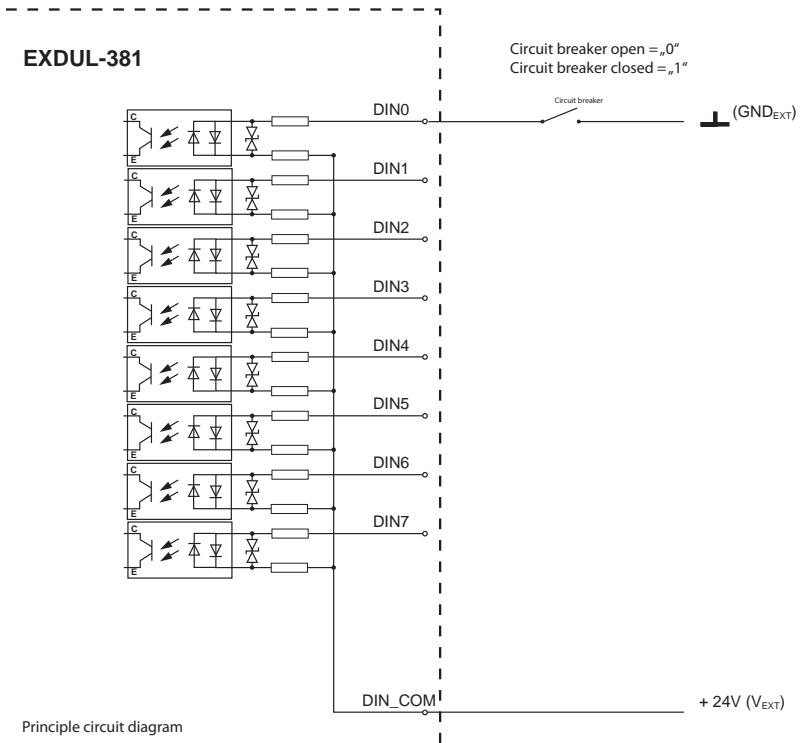 EXDUL-381
Circuit breaker open =„0“
Circuit breaker closed =„1“
Circuit breaker
(GNDEXT)
C
E
DIN0
C
E
DIN1
C
E
DIN2
C
E
DIN3
C
E
DIN4
C
E
DIN5
C
E
DIN6
C
E
DIN7
DIN_COM
+ 24V (VEXT)
Principle circuit diagram